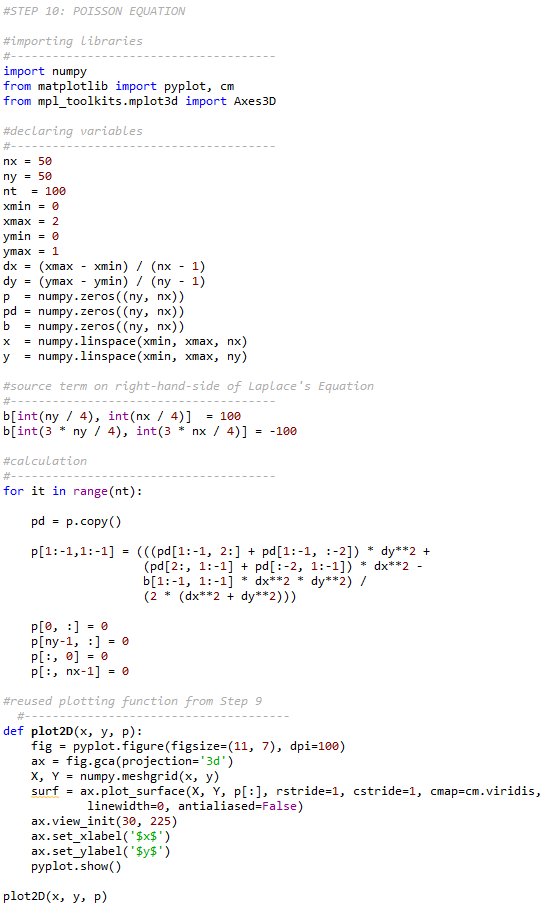 #STEP 10: POISSON EQUATION
#importing libraries
#-------------------------------------
import numpy
from matplotlib import pyplot, cm
from mpl_toolkits.mplot3d import Axes3D
#declaring variables
#-------------------------------------
nx = 50
ny = 50
nt  = 100
xmin = 0
xmax = 2
ymin = 0
ymax = 1
dx = (xmax - xmin) / (nx - 1)
dy = (ymax - ymin) / (ny - 1)
p  = numpy.zeros((ny, nx))
pd = numpy.zeros((ny, nx))
b  = numpy.zeros((ny, nx))
x  = numpy.linspace(xmin, xmax, nx)
y  = numpy.linspace(xmin, xmax, ny)
#source term on right-hand-side of Laplace's Equation
#-------------------------------------
b[int(ny / 4), int(nx / 4)]  = 100
b[int(3 * ny / 4), int(3 * nx / 4)] = -100
#calculation
#-------------------------------------
for it in range(nt):
    pd = p.copy()
    p[1:-1,1:-1] = (((pd[1:-1, 2:] + pd[1:-1, :-2]) * dy**2 +
                    (pd[2:, 1:-1] + pd[:-2, 1:-1]) * dx**2 -
                    b[1:-1, 1:-1] * dx**2 * dy**2) /
                    (2 * (dx**2 + dy**2)))
    p[0, :] = 0
    p[ny-1, :] = 0
    p[:, 0] = 0
    p[:, nx-1] = 0
#reused plotting function from Step 9
  #-------------------------------------
def plot2D(x, y, p):
    fig = pyplot.figure(figsize=(11, 7), dpi=100)
    ax = fig.gca(projection='3d')
    X, Y = numpy.meshgrid(x, y)
    surf = ax.plot_surface(X, Y, p[:], rstride=1, cstride=1, cmap=cm.viridis,
            linewidth=0, antialiased=False)
    ax.view_init(30, 225)
    ax.set_xlabel('$x$')
    ax.set_ylabel('$y$')
    pyplot.show()
plot2D(x, y, p)